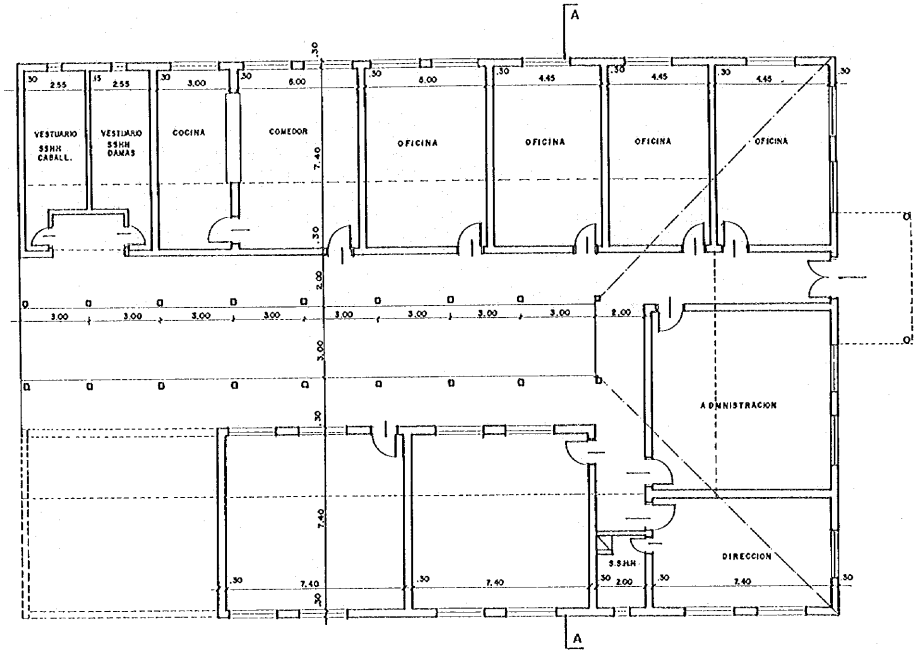 A
.30
.30 2.55 .15 2.55 .30 3.00 .30 6.00 .30 6.00 .30 4.45 .30 4.45 .30 4.45 .30
VESTUARIO
SSHH
CABALL.
VESTUARIO
SSHH
DAMAS
COCINA
COMEDOR
OFICINA
OFICINA
OFICINA
OFICINA
7.40
.30
2.00
3.00 3.00 3.00 3.00 3.00 3.00 3.00 3.00 2.00
3.00
ADMINISTRACION
.30
7.40
DIRECCION
S.S.H.H
.30 7.40 .30 7.40 .30 2.00 .30 7.40 .30
.30
A